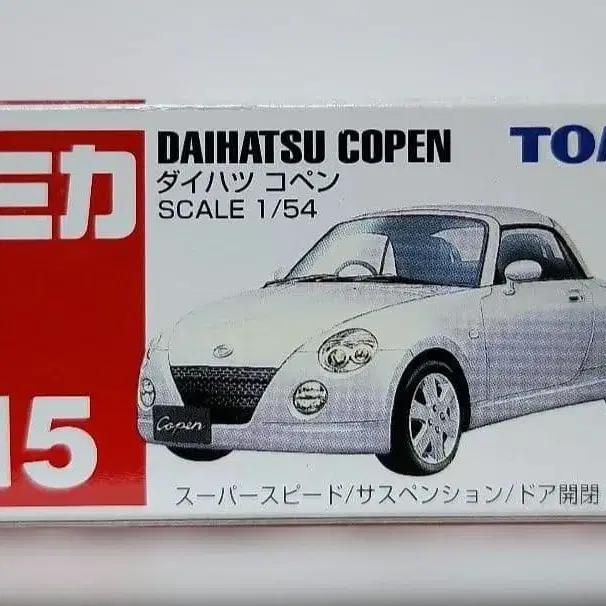 ミカ
DAIHATSU COPEN
ダイハツ コペン
SCALE 1/54
TOM
15
Copen
スーパースピード/サスペンション/ドア開閉